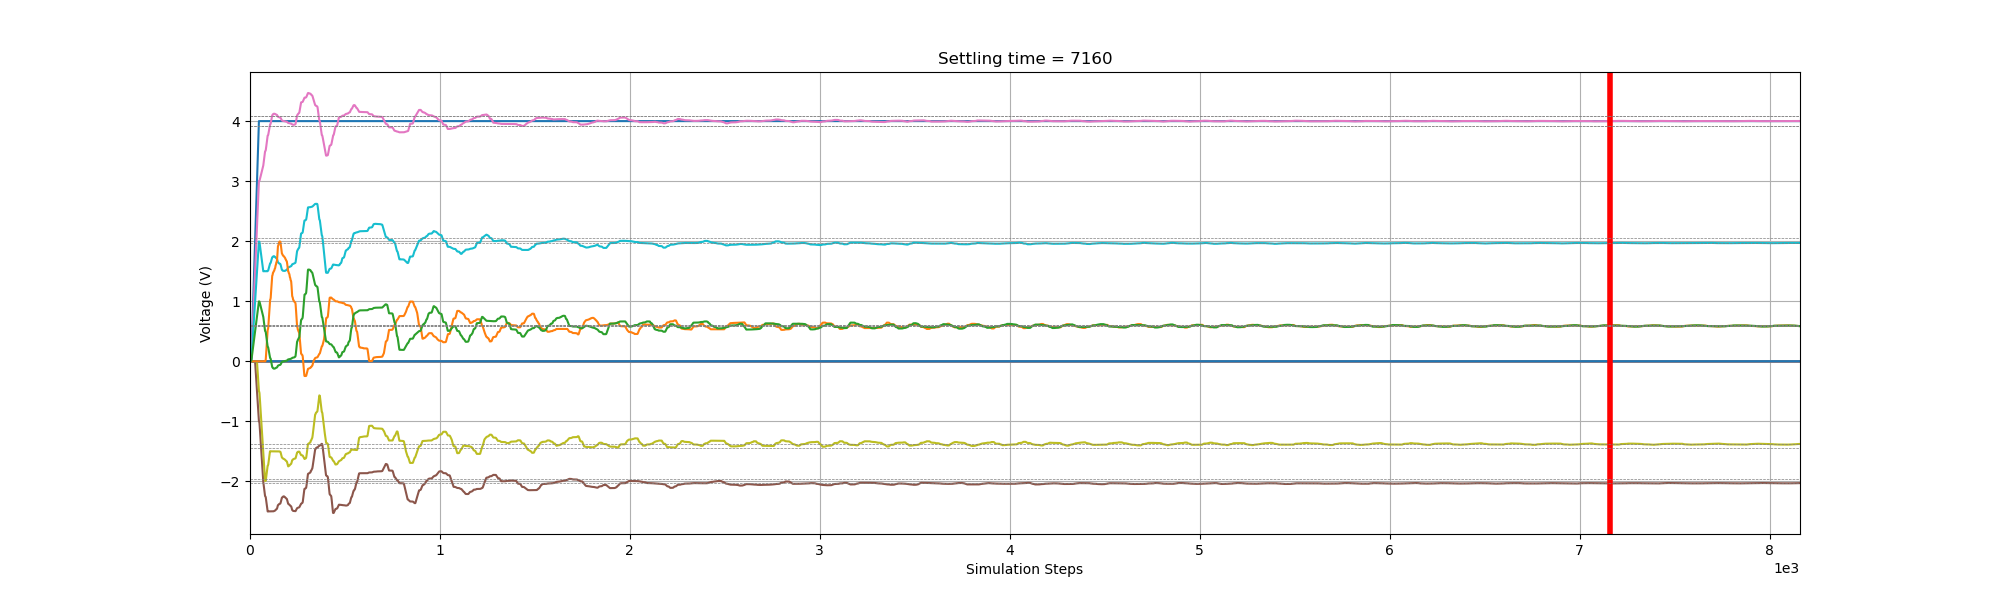 Settling time = 7160
Voltage (V)
4
3
2
1
0
−1
−2
0 1 2 3 4 5 6 7 8
1e3
Simulation Steps